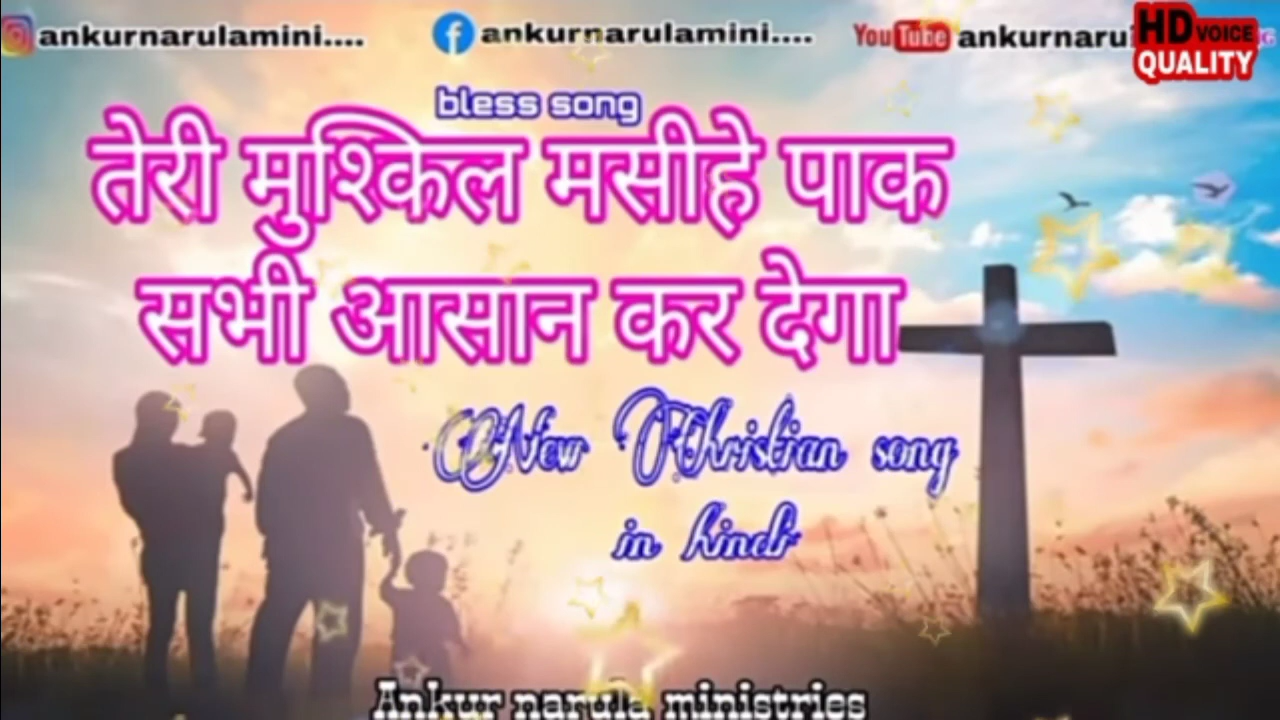 ankurnarulamini....
ankurnarulamini....
YouTube ankurnaru
HD VOICE
QUALITY
bless song
तेरी मुश्किल मसीहे पाक
सभी आसान कर देगा
New Christian song
in hindi
Ankur narula ministries